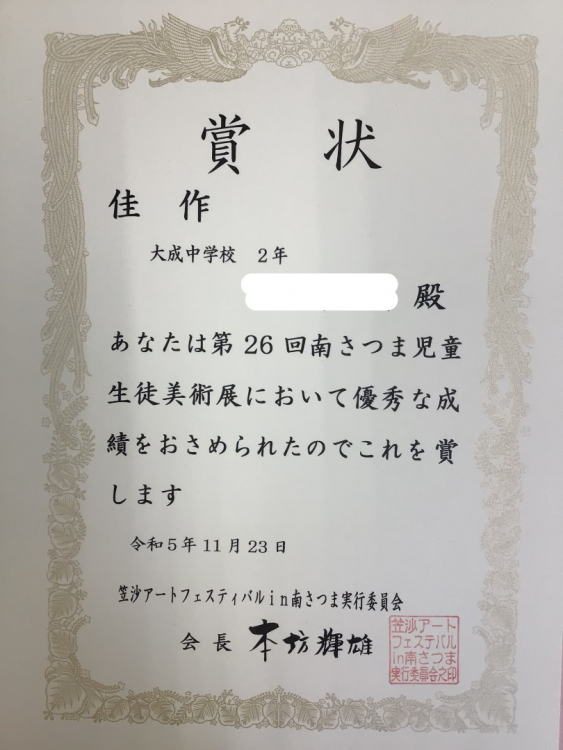 賞 状
佳 作
大成中学校 2年
殿
あなたは第26回南さつま児童
生徒美術展において優秀な成
績をおさめられたのでこれを賞
します
令和5年11月23日
笠沙アートフェスティバルin南さつま実行委員会
会 長 本坊輝雄
笠沙アート
フェステバル
in南さつま
実行委員会之印